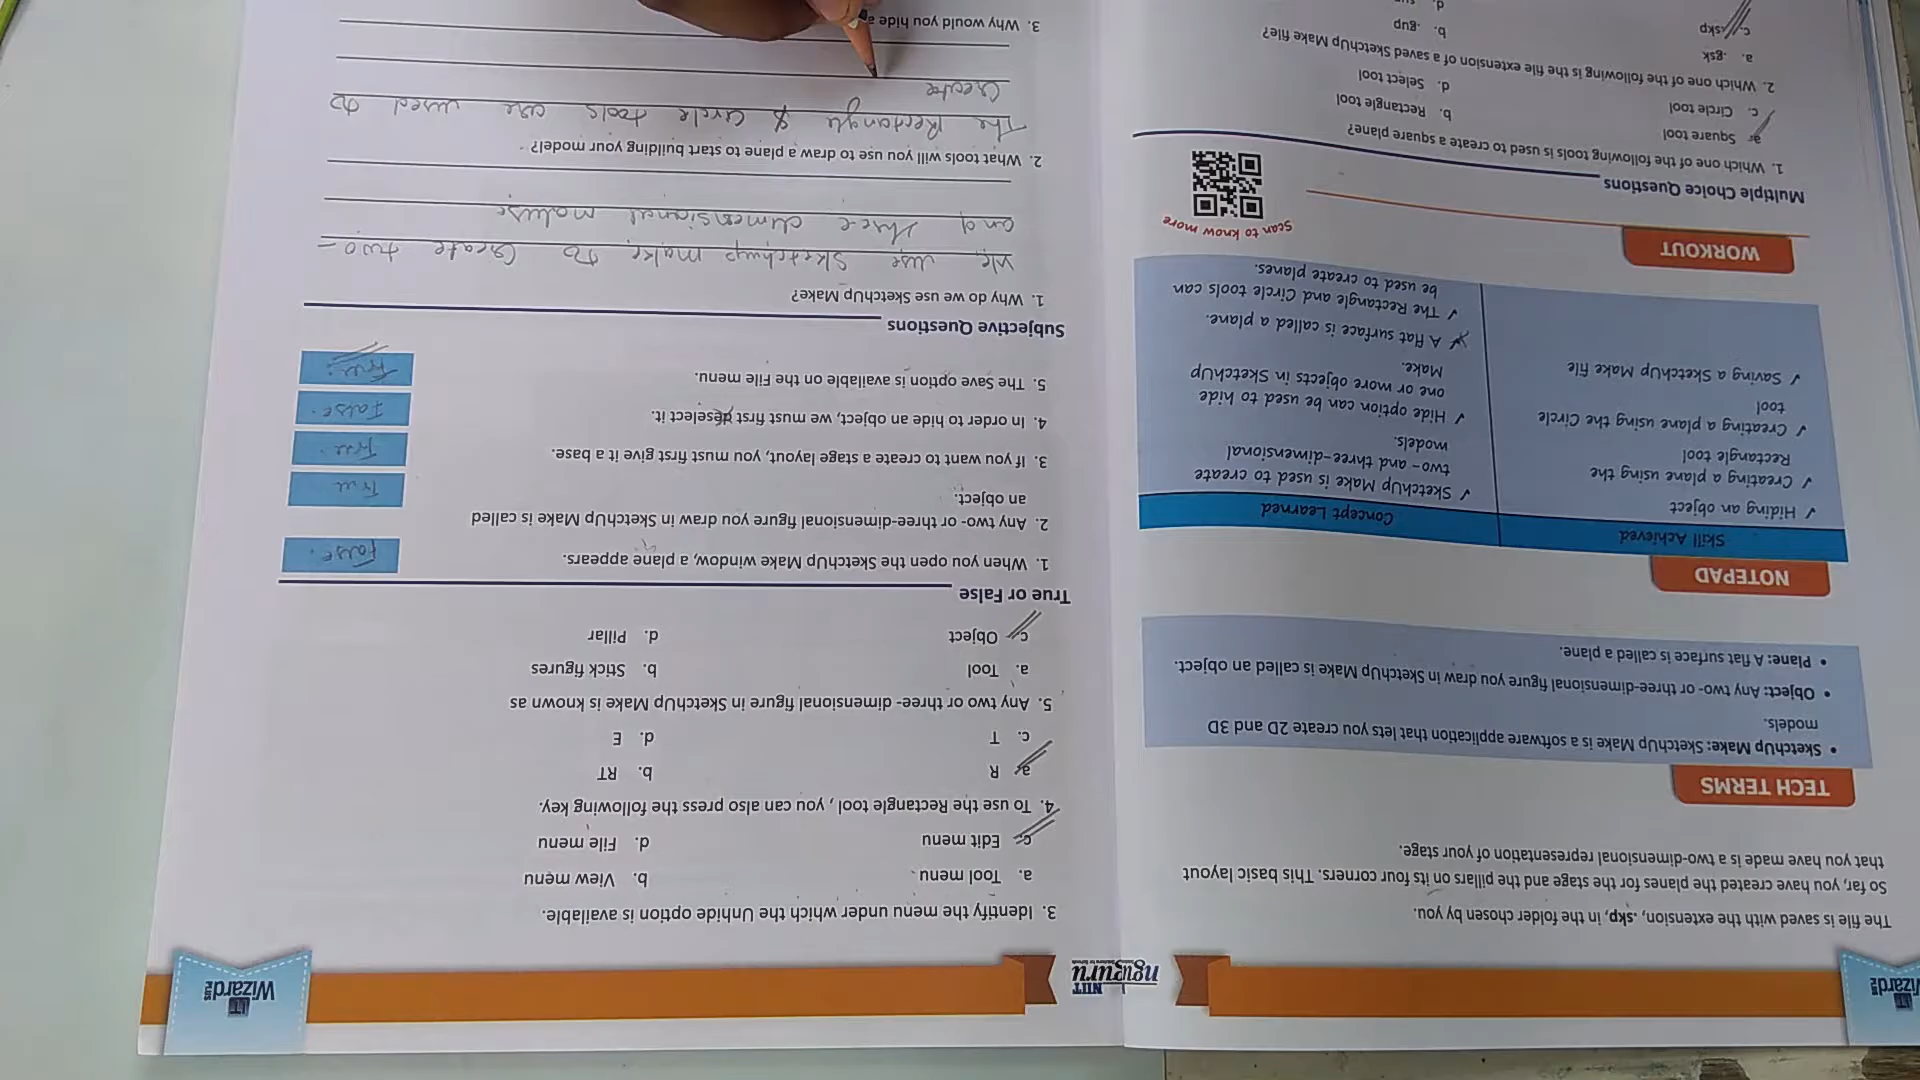 IT Wizard PLUS
NIIT
nguru
The file is saved with the extension, .skp, in the folder chosen by you.
So far, you have created the planes for the stage and the pillars on its four corners. This basic layout
that you have made is a two-dimensional representation of your stage.
TECH TERMS
• SketchUp Make: SketchUp Make is a software application that lets you create 2D and 3D
models.
• Object: Any two- or three-dimensional figure you draw in SketchUp Make is called an object.
• Plane: A flat surface is called a plane.
NOTEPAD
Skill Achieved
✓ Hiding an object
✓ Creating a plane using the
Rectangle tool
✓ Creating a plane using the Circle
tool
✓ Saving a SketchUp Make file
Concept Learned
✓ SketchUp Make is used to create
two- and three-dimensional
models.
✓ Hide option can be used to hide
one or more objects in SketchUp
Make.
✓ A flat surface is called a plane.
✓ The Rectangle and Circle tools can
be used to create planes.
WORKOUT
Scan to know more
Multiple Choice Questions
1. Which one of the following tools is used to create a square plane?
a. Square tool b. Rectangle tool
c. Circle tool d. Select tool
2. Which one of the following is the file extension of a saved SketchUp Make file?
a. .gsk b. .gup
c. .skp d.
IT Wizard PLUS
3. Identify the menu under which the Unhide option is available.
a. Tool menu b. View menu
c. Edit menu d. File menu
4. To use the Rectangle tool , you can also press the following key.
a. R b. RT
c. T d. E
5. Any two or three- dimensional figure in SketchUp Make is known as
a. Tool b. Stick figures
c. Object d. Pillar
True or False
1. When you open the SketchUp Make window, a plane appears. False.
2. Any two- or three-dimensional figure you draw in SketchUp Make is called
an object. True
3. If you want to create a stage layout, you must first give it a base. True.
4. In order to hide an object, we must first deselect it. False.
5. The Save option is available on the File menu. True.
Subjective Questions
1. Why do we use SketchUp Make?
We use Sketchup make to Create two-
and three dimensional
2. What tools will you use to draw a plane to start building your model?
The Rectangle & circle tools are used to
Create
3. Why would you hide a